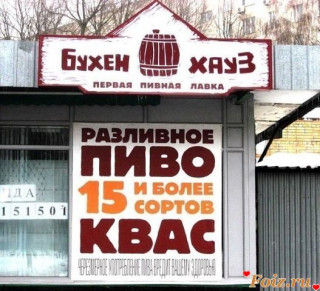 БУХЕН ХАУЗ
ПЕРВАЯ ПИВНАЯ ЛАВКА
РАЗЛИВНОЕ
ПИВО
15 И БОЛЕЕ
СОРТОВ
КВАС
ЧРЕЗМЕРНОЕ УПОТРЕБЛЕНИЕ ПИВА ВРЕДИТ ВАШЕМУ ЗДОРОВЬЮ
151501
Foiz.ru